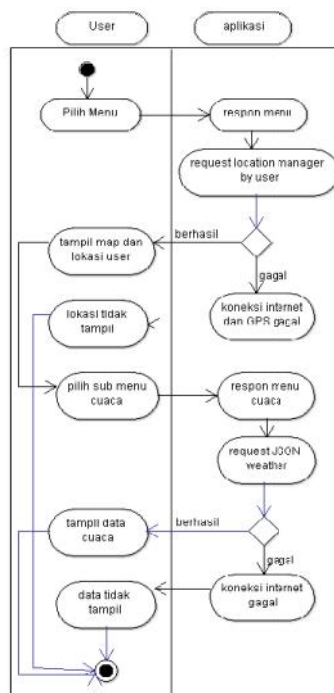 User
aplikasi
Pilih Menu
respon menu
request location manager
by user
berhasil
tampil map dan
lokasi user
gagal
lokasi tidak
tampil
koneksi internet
dan GPS gagal
pilih sub menu
cuaca
respon menu
cuaca
request JSON
weather
tampil data
cuaca
berhasil
gagal
data tidak
tampil
koneksi internet
gagal